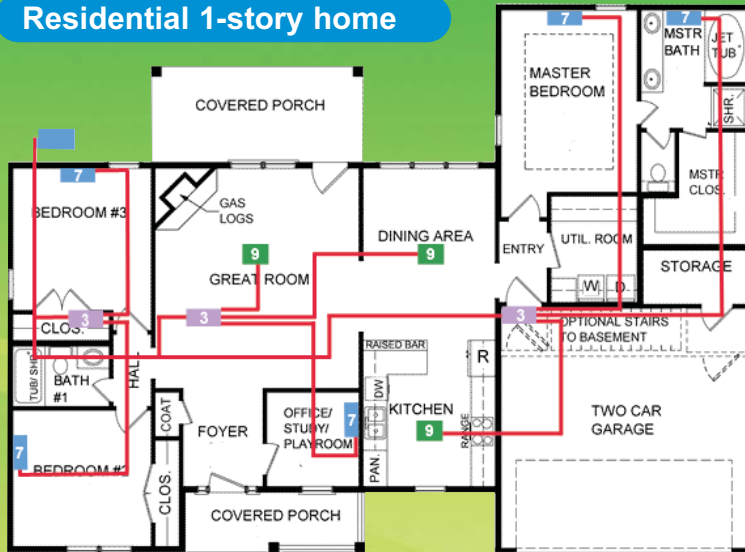 Residential 1-story home
7
7
MSTR
BATH
JET
TUB
MASTER
BEDROOM
SHR.
COVERED PORCH
7
MSTR
CLOS.
BEDROOM #3
GAS
LOGS
DINING AREA
ENTRY
UTIL. ROOM
9
9
GREAT ROOM
STORAGE
W
D
3
3
3
CLOS.
OPTIONAL STAIRS
TO BASEMENT
RAISED BAR
HALL
R
TUB/ SHR.
BATH
#1
DW
COAT
OFFICE/
STUDY/
PLAYROOM
7
KITCHEN
RANGE
TWO CAR
GARAGE
FOYER
9
7
BEDROOM #2
PAN.
CLOS.
COVERED PORCH